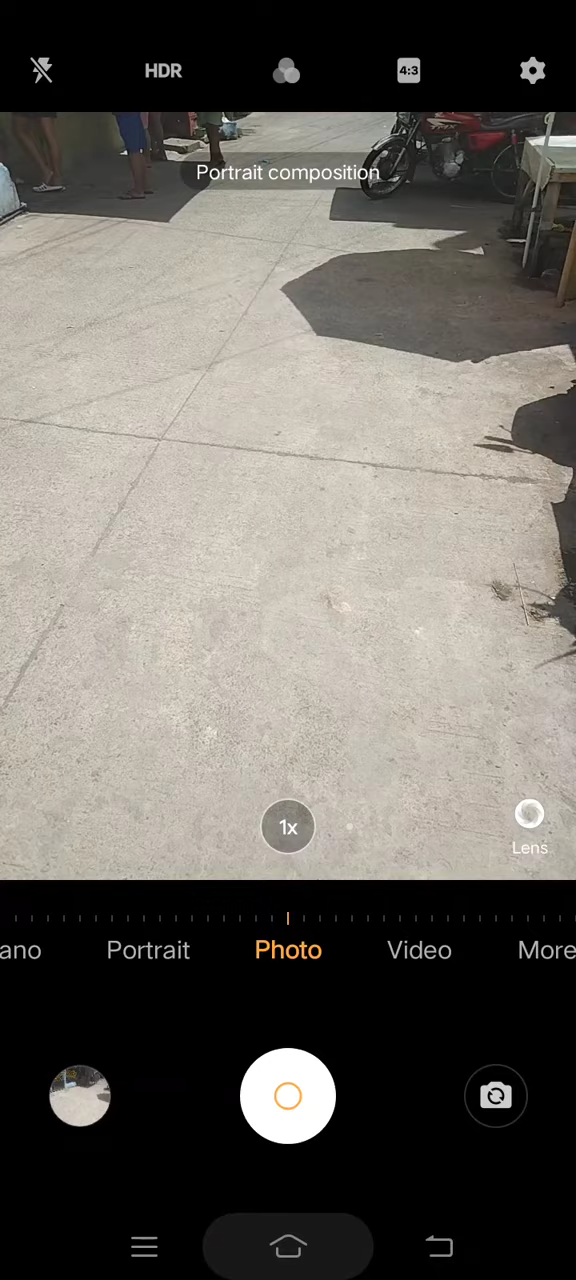 HDR
4:3
Portrait composition
1x
Lens
ano
Portrait
Photo
Video
More